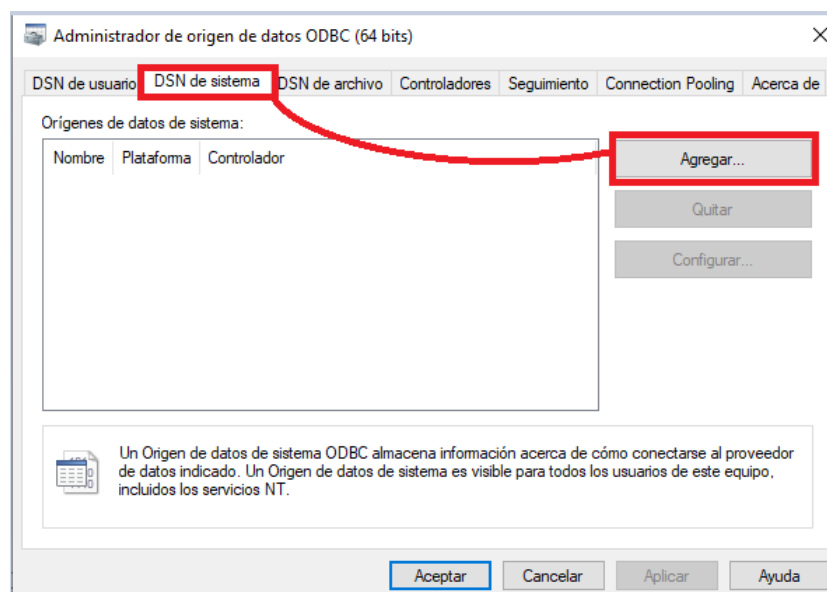 Administrador de origen de datos ODBC (64 bits)
DSN de usuario DSN de sistema DSN de archivo Controladores Seguimiento Connection Pooling Acerca de
Orígenes de datos de sistema:
Nombre Plataforma Controlador
Agregar...
Quitar
Configurar...
Un Origen de datos de sistema ODBC almacena información acerca de cómo conectarse al proveedor
de datos indicado. Un Origen de datos de sistema es visible para todos los usuarios de este equipo,
incluidos los servicios NT.
Aceptar Cancelar Aplicar Ayuda